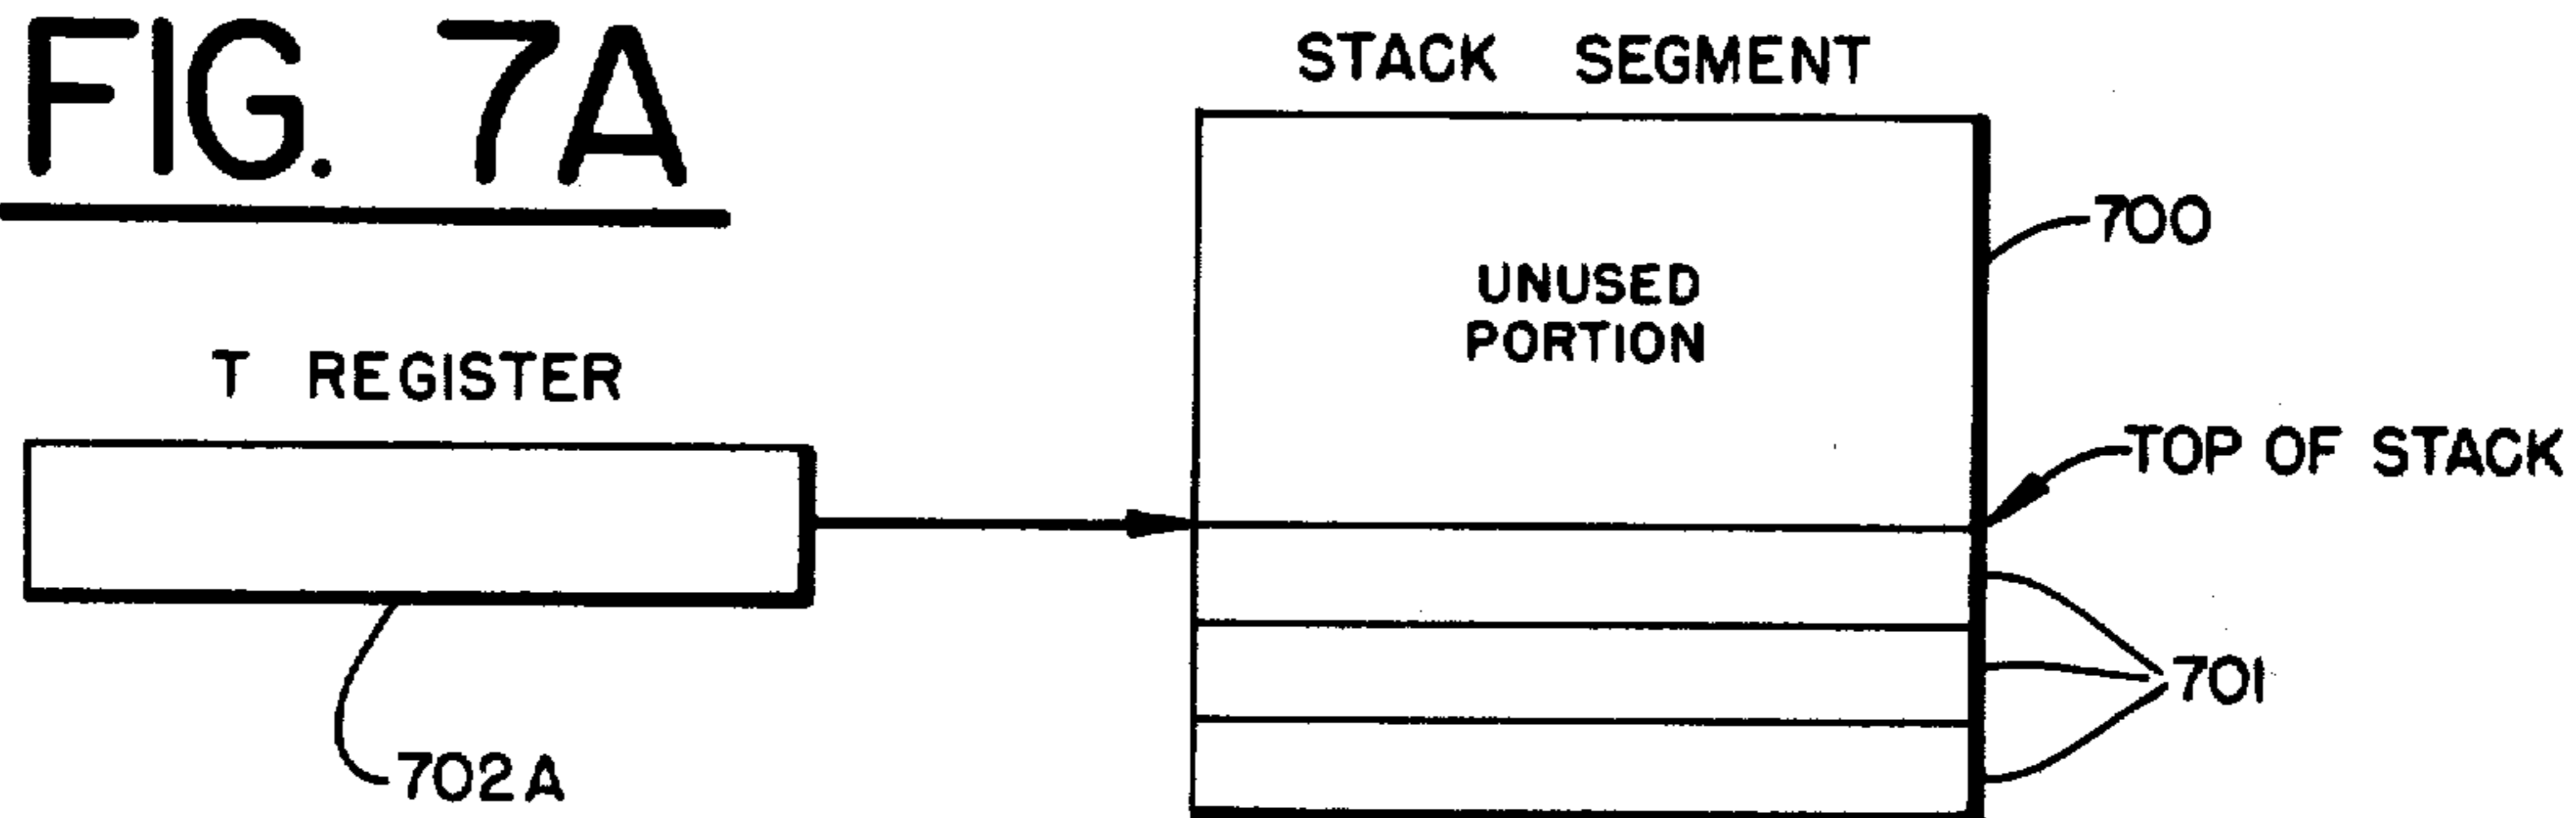 FIG. 7A
STACK SEGMENT
UNUSED
PORTION
700
T REGISTER
TOP OF STACK
701
702A